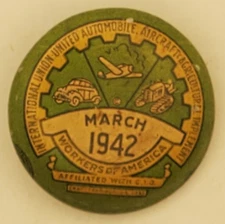 INTERNATIONAL UNION UNITED AUTOMOBILE, AIRCRAFT AGRICULTURAL IMPLEMENT
MARCH
1942
WORKERS OF AMERICA
AFFILIATED WITH C.I.O.